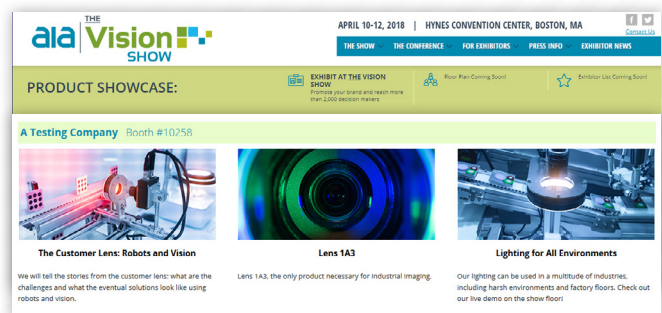 aia THE Vision SHOW
APRIL 10-12, 2018 | HYNES CONVENTION CENTER, BOSTON, MA
Contact Us
THE SHOW THE CONFERENCE FOR EXHIBITORS PRESS INFO EXHIBITOR NEWS
PRODUCT SHOWCASE:
EXHIBIT AT THE VISION
SHOW
Promote your brand and reach more
than 2,000 decision makers
Floor Plan Coming Soon!
Exhibitor List Coming Soon!
A Testing Company Booth #10258
The Customer Lens: Robots and Vision
We will tell the stories from the customer lens: what are the
challenges and what the eventual solutions look like using
robots and vision.
Lens 1A3
Lens 1A3, the only product necessary for industrial imaging.
Lighting for All Environments
Our lighting can be used in a multitude of industries,
including harsh environments and factory floors. Check out
our live demo on the show floor!